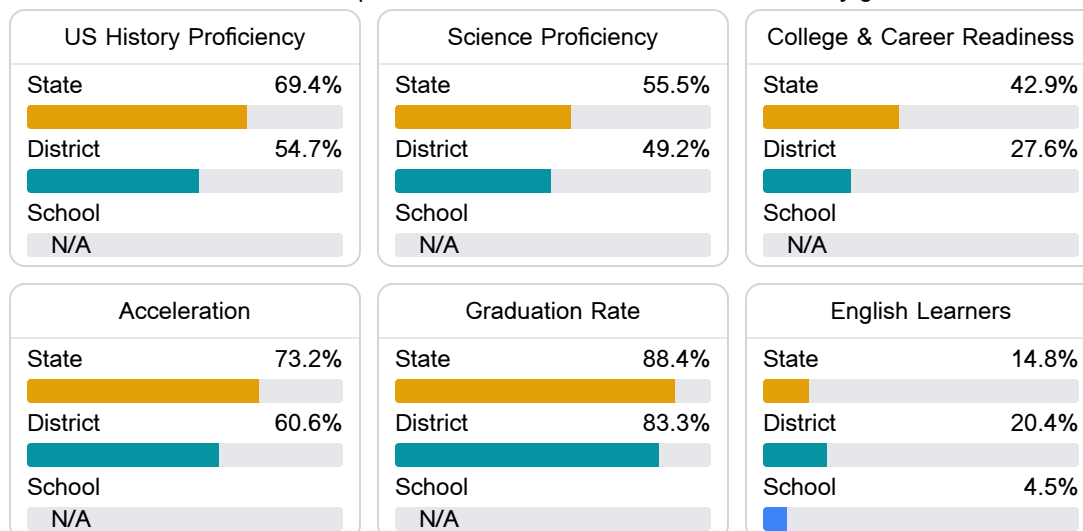 US History Proficiency
State 69.4%
District 54.7%
School
N/A
Science Proficiency
State 55.5%
District 49.2%
School
N/A
College & Career Readiness
State 42.9%
District 27.6%
School
N/A
Acceleration
State 73.2%
District 60.6%
School
N/A
Graduation Rate
State 88.4%
District 83.3%
School
N/A
English Learners
State 14.8%
District 20.4%
School 4.5%